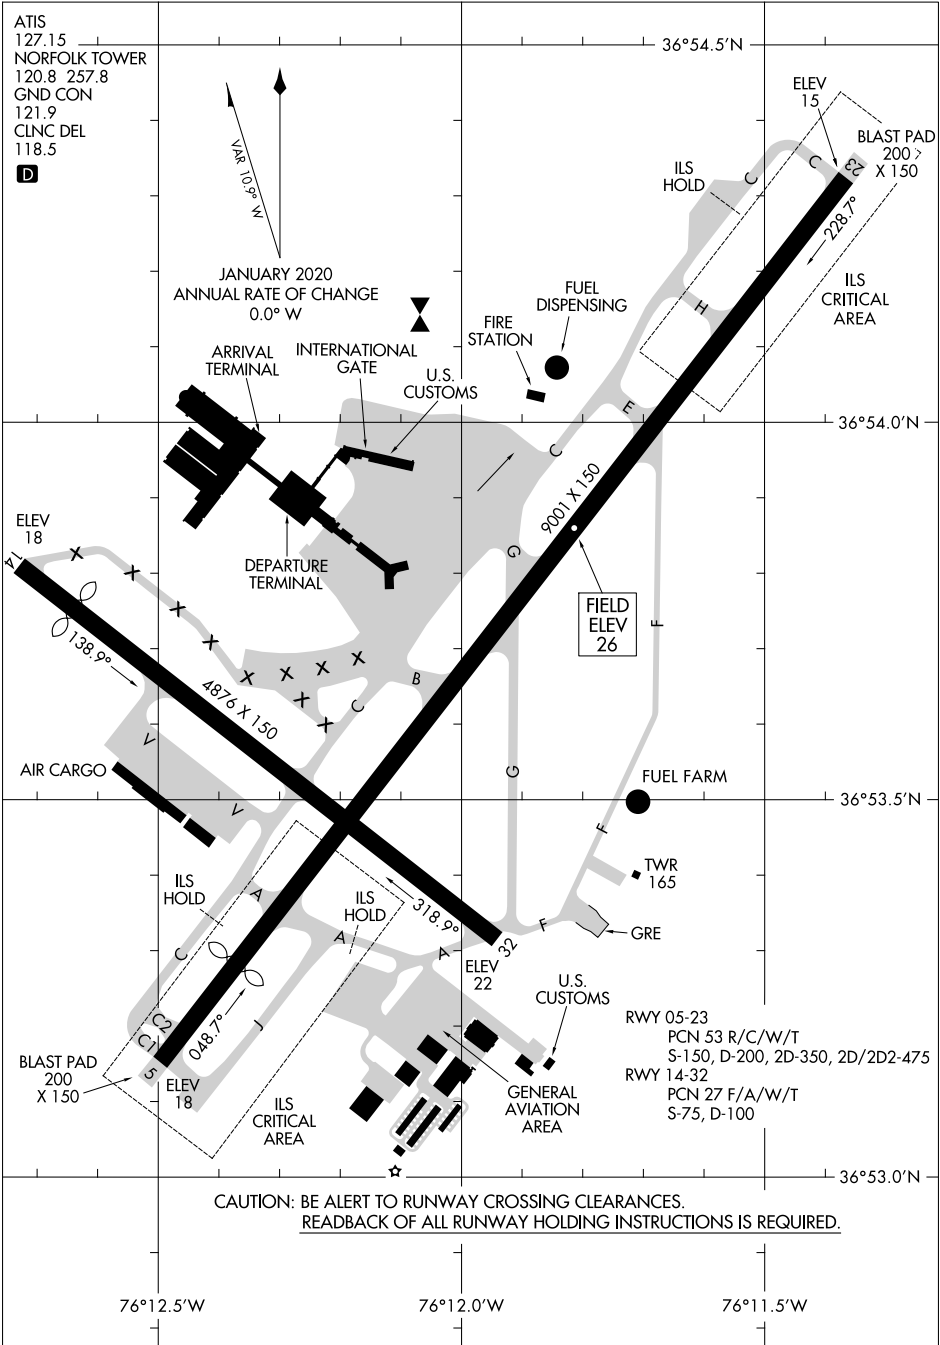 ATIS
127.15
NORFOLK TOWER
120.8 257.8
GND CON
121.9
CLNC DEL
118.5
D
VAR 10.9° W
JANUARY 2020
ANNUAL RATE OF CHANGE
0.0° W
36°54.5'N
ELEV
15
BLAST PAD
200
X 150
23
C
C
ILS
HOLD
228.7°
ILS
CRITICAL
AREA
H
FUEL
DISPENSING
FIRE
STATION
ARRIVAL
TERMINAL
INTERNATIONAL
GATE
U.S.
CUSTOMS
E
36°54.0'N
C
9001 X 150
ELEV
18
14
X
X
X
X
X
X
X
X
X
X
DEPARTURE
TERMINAL
G
FIELD
ELEV
26
F
138.9°
4876 X 150
B
C
V
V
AIR CARGO
G
FUEL FARM
36°53.5'N
F
TWR
165
ILS
HOLD
A
ILS
HOLD
318.9°
A
A
F
GRE
32
ELEV
22
C
U.S.
CUSTOMS
C2
C1
048.7°
J
5
BLAST PAD
200
X 150
ELEV
18
ILS
CRITICAL
AREA
GENERAL
AVIATION
AREA
RWY 05-23
PCN 53 R/C/W/T
S-150, D-200, 2D-350, 2D/2D2-475
RWY 14-32
PCN 27 F/A/W/T
S-75, D-100
36°53.0'N
CAUTION: BE ALERT TO RUNWAY CROSSING CLEARANCES.
READBACK OF ALL RUNWAY HOLDING INSTRUCTIONS IS REQUIRED.
76°12.5'W
76°12.0'W
76°11.5'W